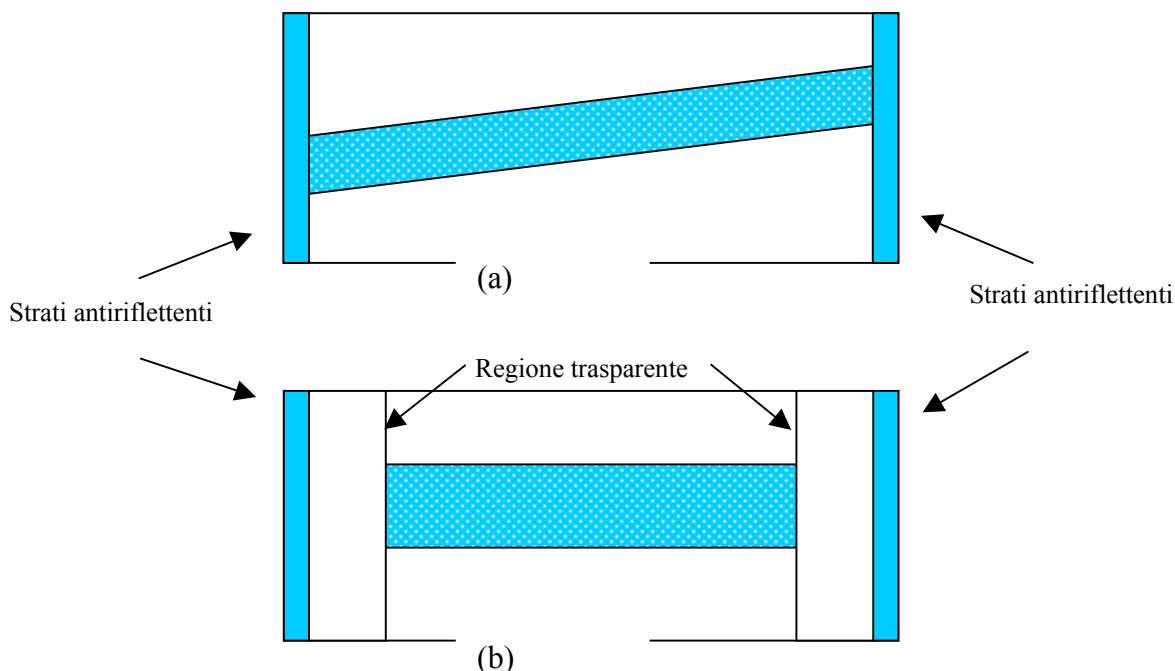 (a)
Strati antiriflettenti
Strati antiriflettenti
Regione trasparente
(b)